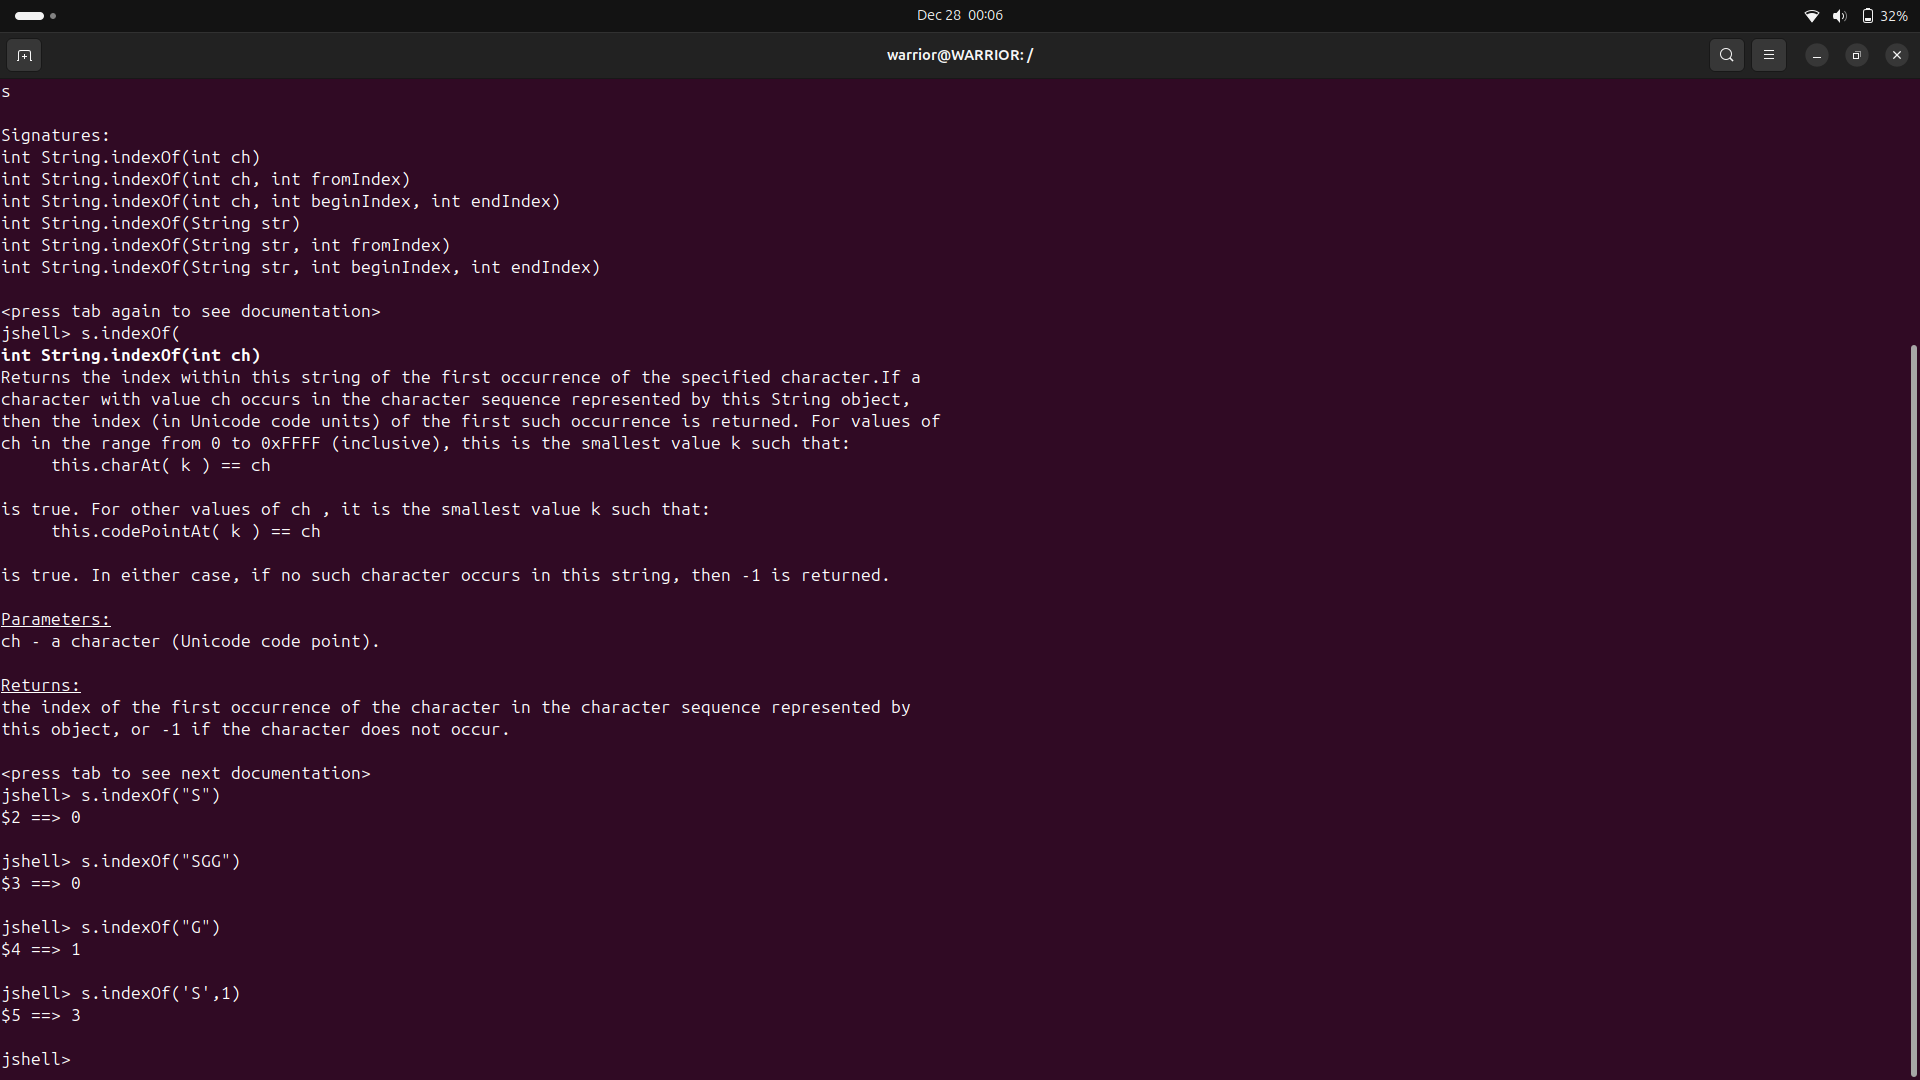 Dec 28 00:06
32%
warrior@WARRIOR: /
s
Signatures:
int String.indexOf(int ch)
int String.indexOf(int ch, int fromIndex)
int String.indexOf(int ch, int beginIndex, int endIndex)
int String.indexOf(String str)
int String.indexOf(String str, int fromIndex)
int String.indexOf(String str, int beginIndex, int endIndex)
<press tab again to see documentation>
jshell> s.indexOf(
int String.indexOf(int ch)
Returns the index within this string of the first occurrence of the specified character.If a
character with value ch occurs in the character sequence represented by this String object,
then the index (in Unicode code units) of the first such occurrence is returned. For values of
ch in the range from 0 to 0xFFFF (inclusive), this is the smallest value k such that:
this.charAt( k ) == ch
is true. For other values of ch , it is the smallest value k such that:
this.codePointAt( k ) == ch
is true. In either case, if no such character occurs in this string, then -1 is returned.
Parameters:
ch - a character (Unicode code point).
Returns:
the index of the first occurrence of the character in the character sequence represented by
this object, or -1 if the character does not occur.
<press tab to see next documentation>
jshell> s.indexOf("S")
$2 ==> 0
jshell> s.indexOf("SGG")
$3 ==> 0
jshell> s.indexOf("G")
$4 ==> 1
jshell> s.indexOf('S',1)
$5 ==> 3
jshell>